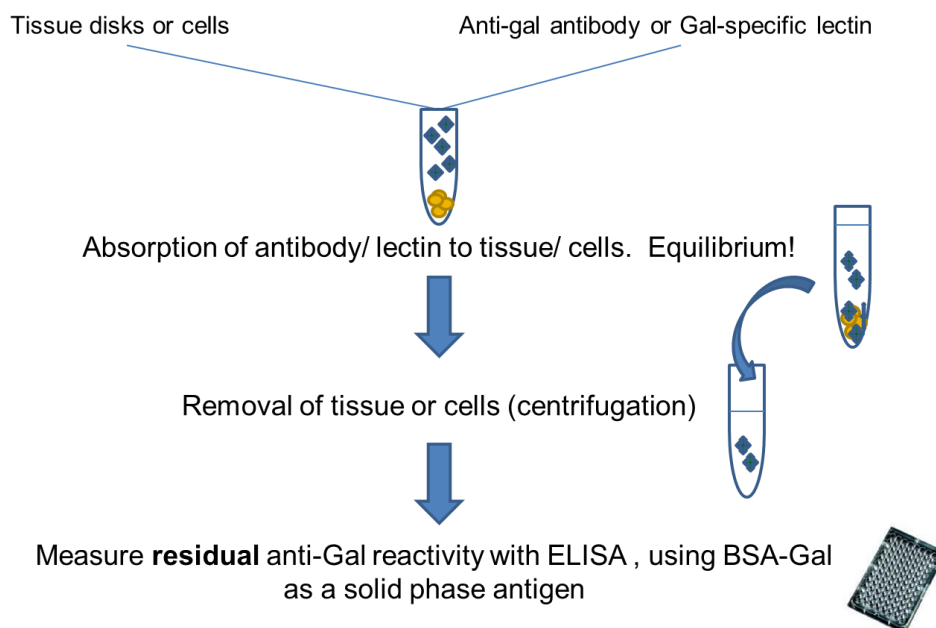 Tissue disks or cells
Anti-gal antibody or Gal-specific lectin
Absorption of antibody/ lectin to tissue/ cells.  Equilibrium!
Removal of tissue or cells (centrifugation)
Measure residual anti-Gal reactivity with ELISA , using BSA-Gal
as a solid phase antigen